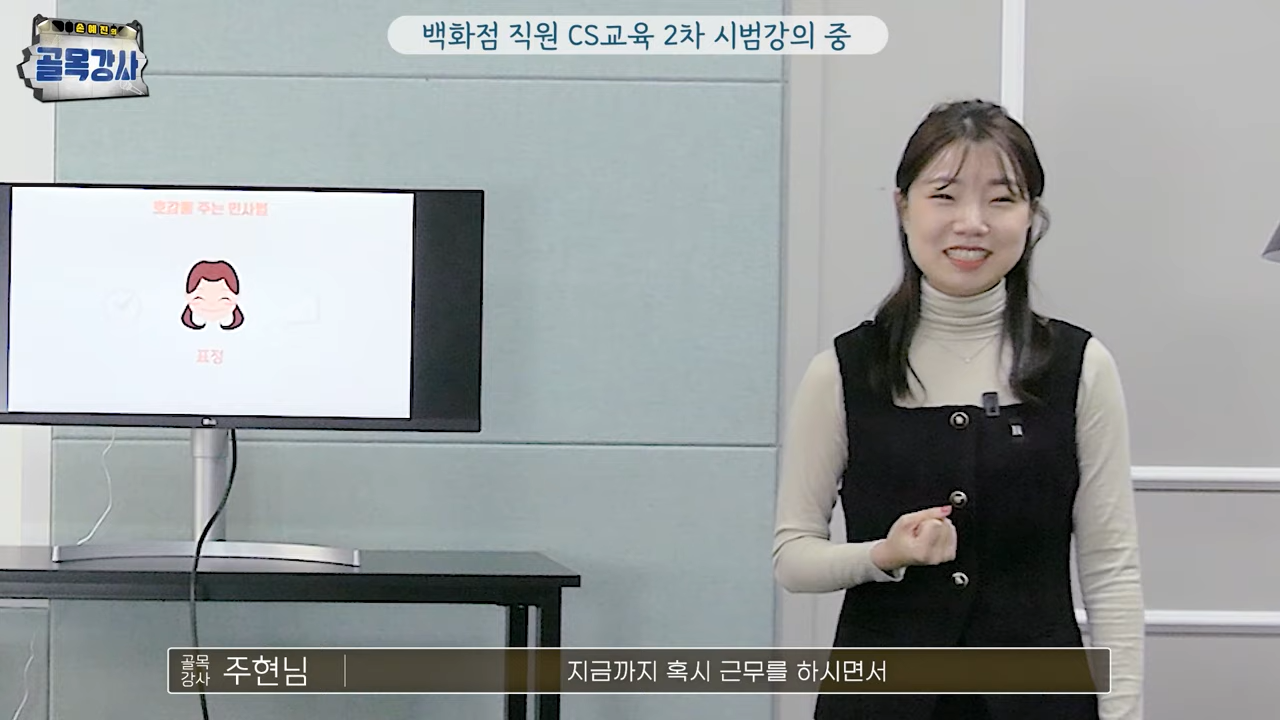 손예진의
골목강사
백화점 직원 CS교육 2차 시범강의 중
호감을 주는 인사법
표정
LG
골목
강사
주현님
지금까지 혹시 근무를 하시면서